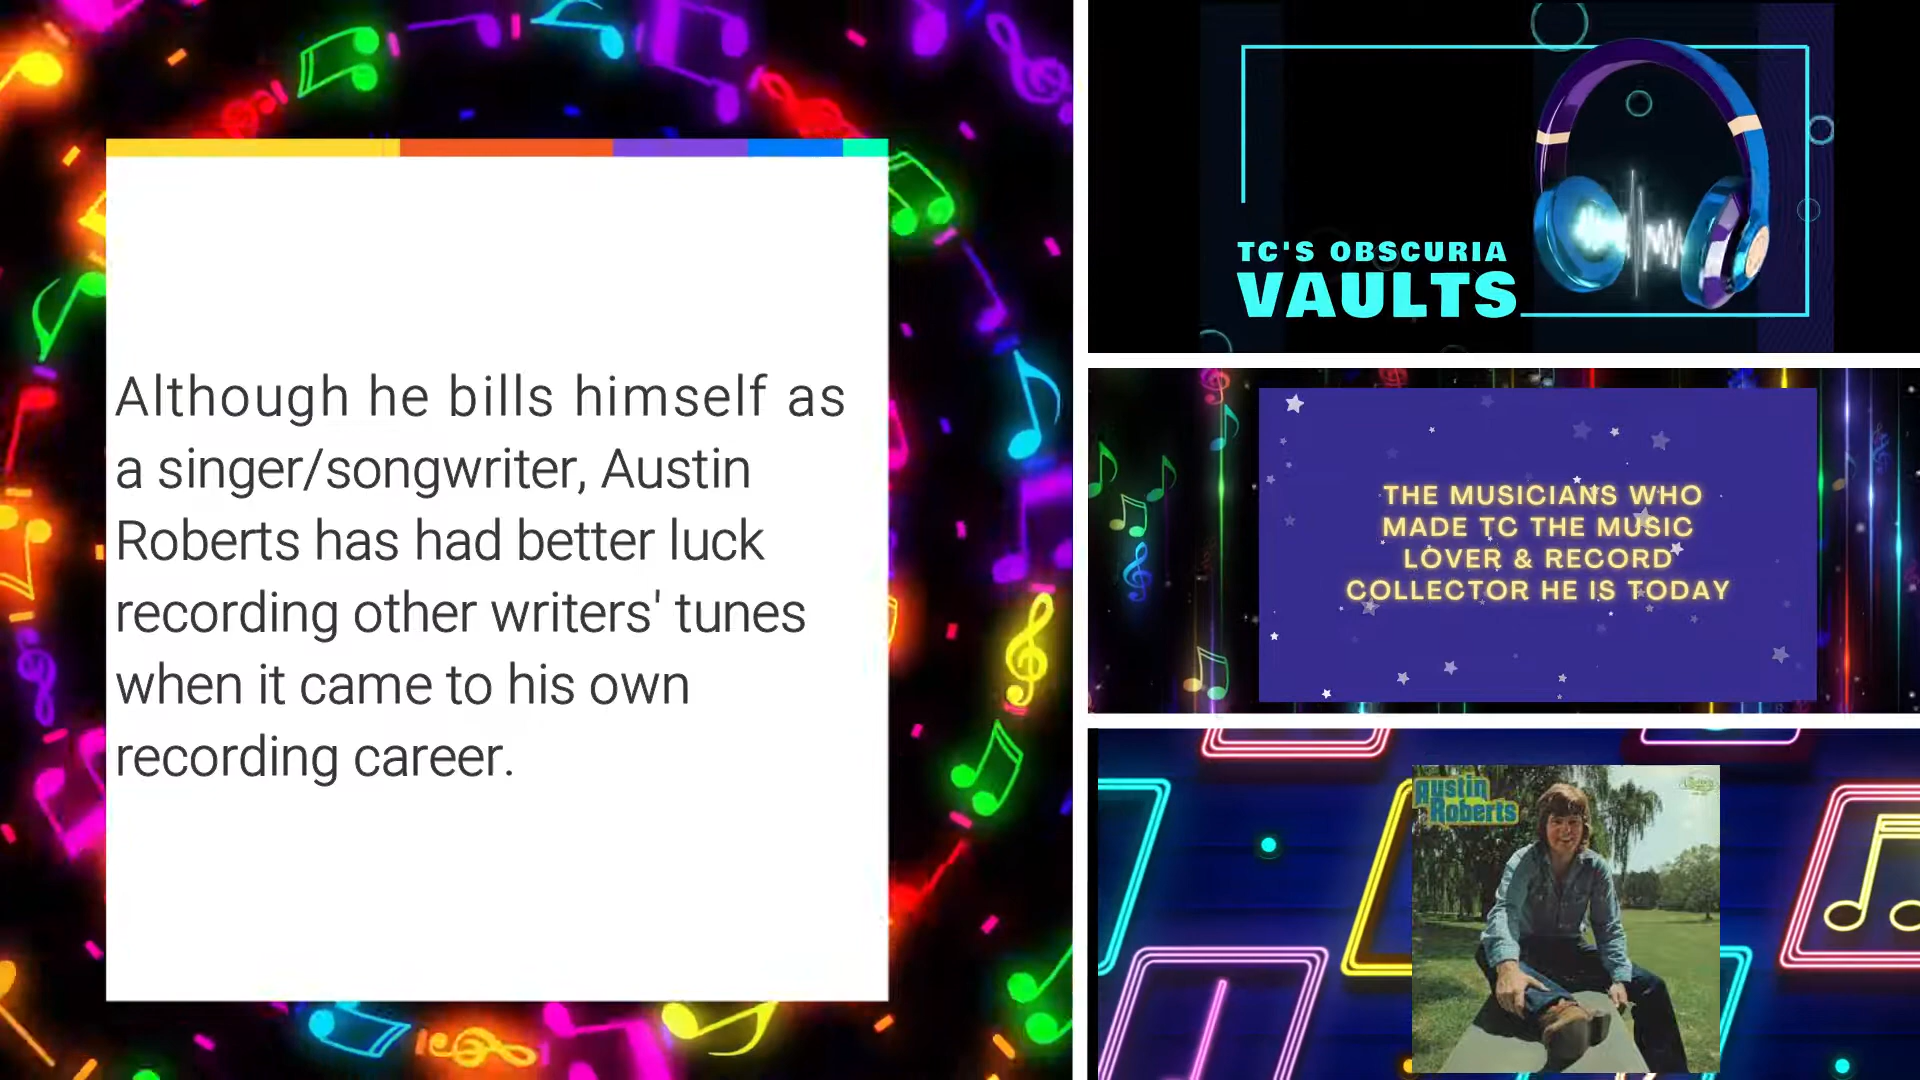 Although he bills himself as
a singer/songwriter, Austin
Roberts has had better luck
recording other writers' tunes
when it came to his own
recording career.
TC'S OBSCURIA
VAULTS
THE MUSICIANS WHO
MADE TC THE MUSIC
LOVER & RECORD
COLLECTOR HE IS TODAY
Austin
Roberts